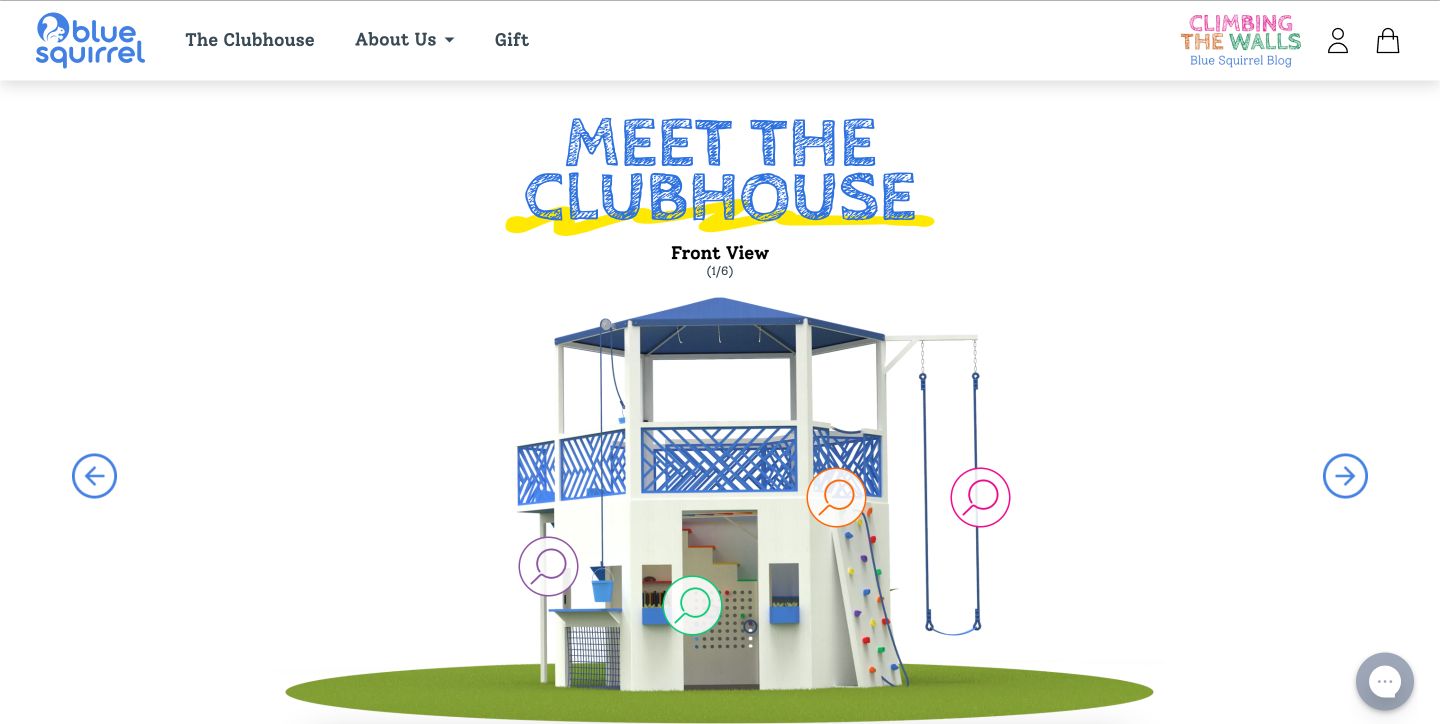 blue
squirrel
The Clubhouse
About Us
Gift
CLIMBING
THE WALLS
Blue Squirrel Blog
MEET THE
CLUBHOUSE
Front View
(1/6)